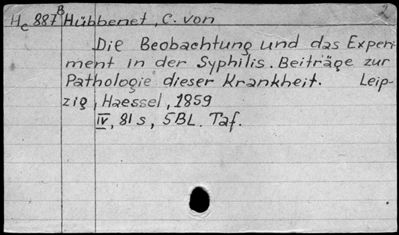 2
Hc 887 B Hübbenet, C. von
Die Beobachtung und das Experi-
ment in der Syphilis. Beiträge zur
Pathologie dieser Krankheit. Leip-
zig, Haessel, 1859
IV, 81 s, 5BL. Taf.